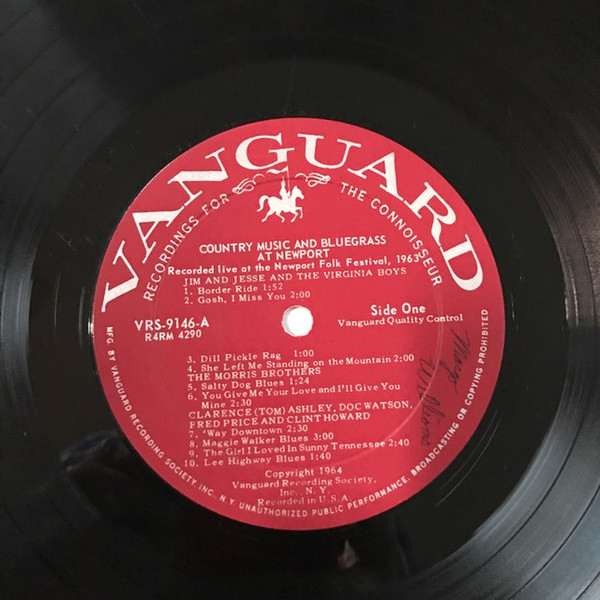 VANGUARD
RECORDINGS FOR THE CONNOISSEUR
COUNTRY MUSIC AND BLUEGRASS
AT NEWPORT
Recorded live at the Newport Folk Festival, 1963
JIM AND JESSE AND THE VIRGINIA BOYS
1. Border Ride 1:52
2. Gosh, I Miss You 2:00
VRS-9146-A
R4RM 4290
Side One
Vanguard Quality Control
3. Dill Pickle Rag 1:00
4. She Left Me Standing on the Mountain 2:00
THE MORRIS BROTHERS
5. Salty Dog Blues 1:24
6. You Give Me Your Love and I'll Give You
Mine 2:30
CLARENCE (TOM) ASHLEY, DOC WATSON,
FRED PRICE AND CLINT HOWARD
7. 'Way Downtown 2:30
8. Maggie Walker Blues 3:00
9. The Girl I Loved In Sunny Tennessee 2:40
10. Lee Highway Blues 1:40
Copyright 1964
Vanguard Recording Society,
Inc., N.Y.
Recorded in U.S.A.
MFG. BY VANGUARD RECORDING SOCIETY INC. N.Y. UNAUTHORIZED PUBLIC PERFORMANCE, BROADCASTING OR COPYING PROHIBITED
Williams